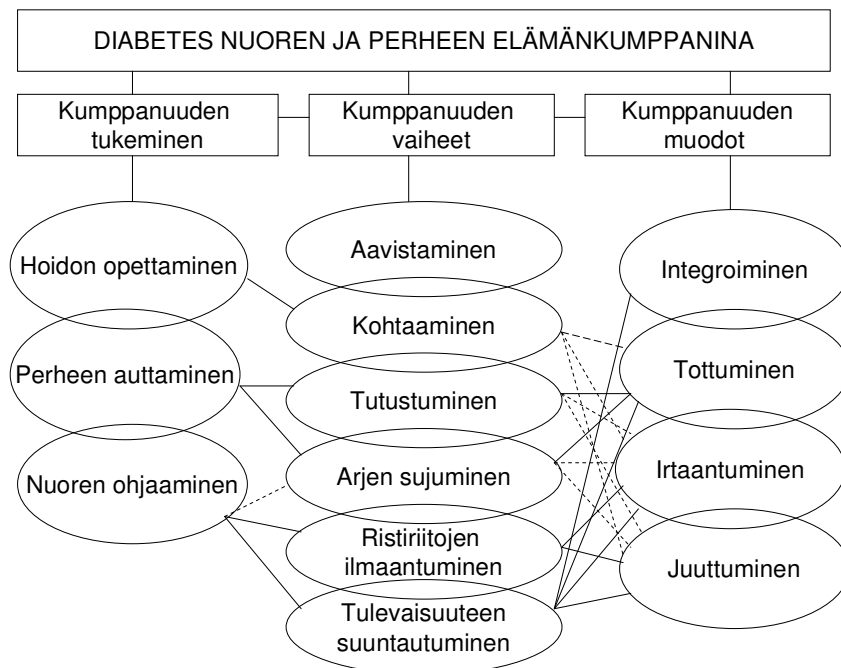 DIABETES NUOREN JA PERHEEN ELÄMÄNKUMPPANINA
Kumppanuuden
tukeminen
Kumppanuuden
vaiheet
Kumppanuuden
muodot
Hoidon opettaminen
Perheen auttaminen
Nuoren ohjaaminen
Aavistaminen
Kohtaaminen
Tutustuminen
Arjen sujuminen
Ristiriitojen
ilmaantuminen
Tulevaisuuteen
suuntautuminen
Integroiminen
Tottuminen
Irtaantuminen
Juuttuminen